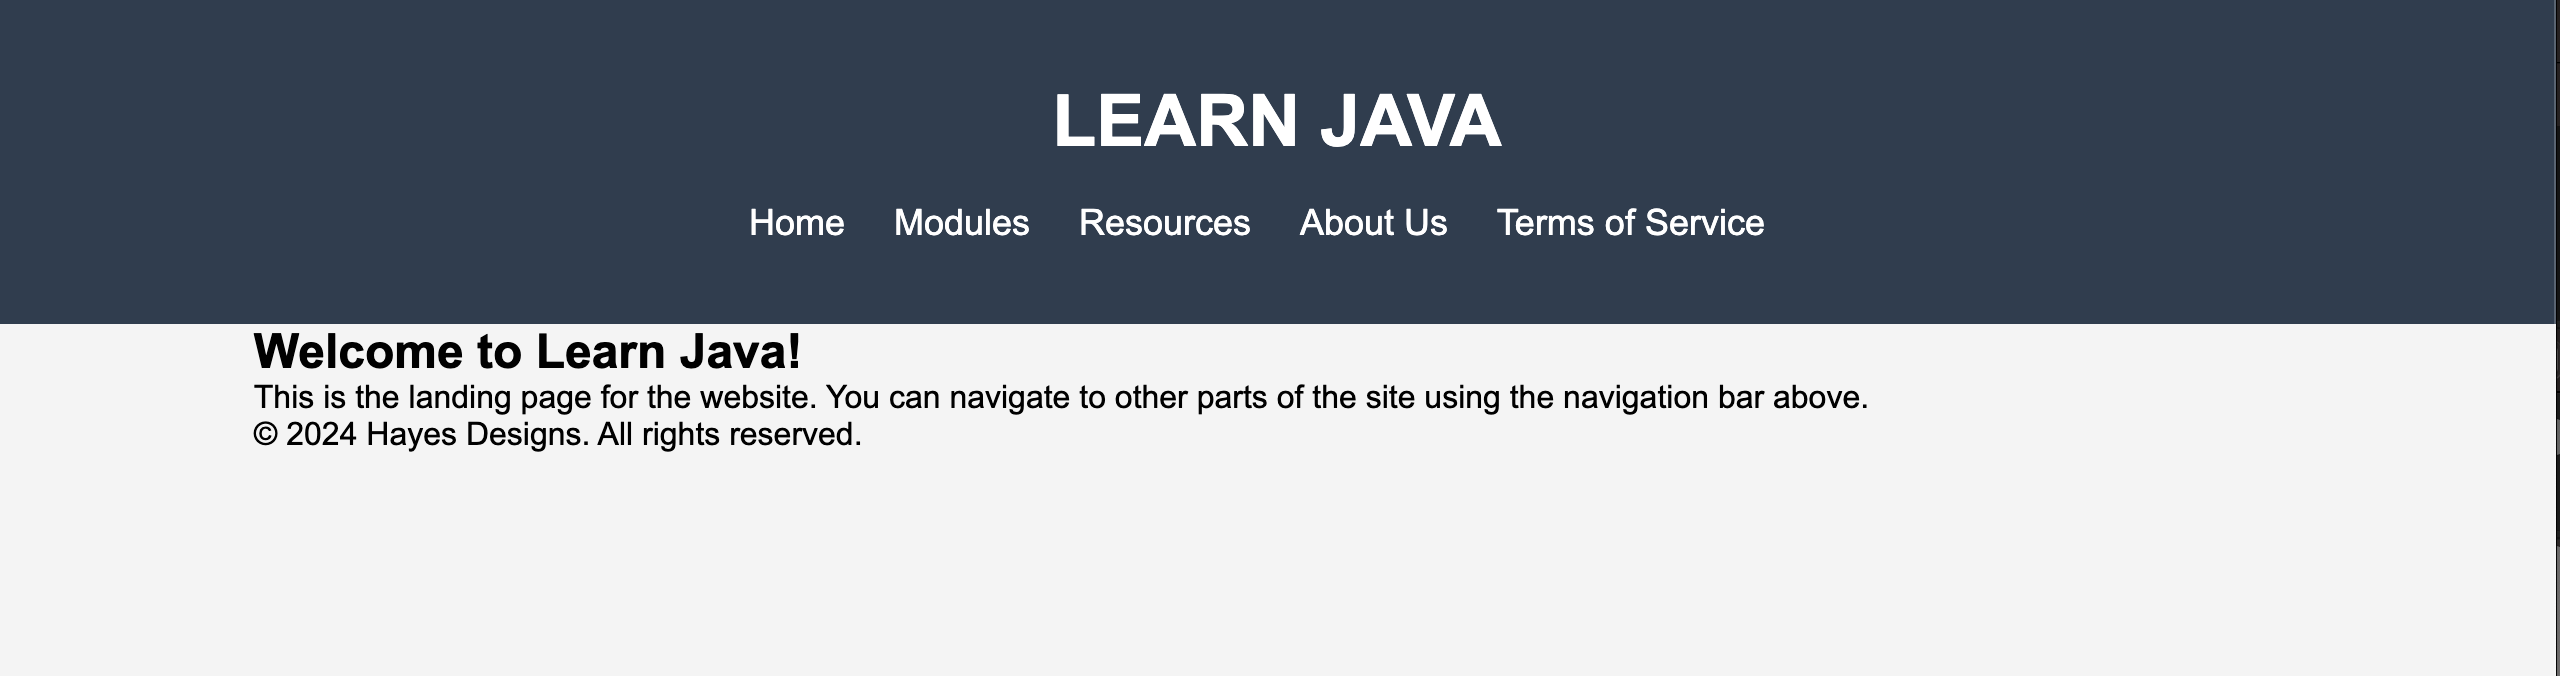 LEARN JAVA
Home Modules Resources About Us Terms of Service
Welcome to Learn Java!
This is the landing page for the website. You can navigate to other parts of the site using the navigation bar above.
© 2024 Hayes Designs. All rights reserved.